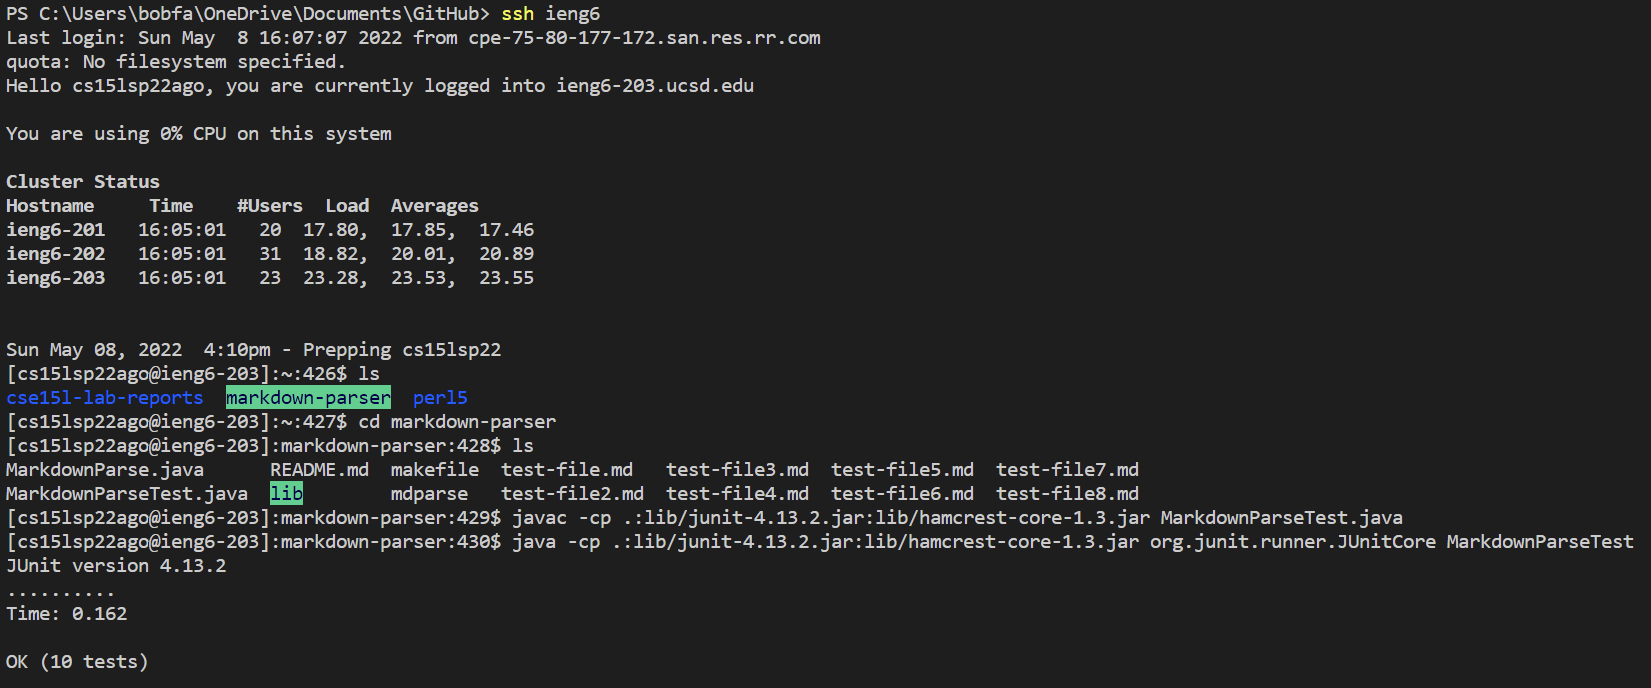 PS C:\Users\bobfa\OneDrive\Documents\GitHub> ssh ieng6
Last login: Sun May  8 16:07:07 2022 from cpe-75-80-177-172.san.res.rr.com
quota: No filesystem specified.
Hello cs15lsp22ago, you are currently logged into ieng6-203.ucsd.edu
You are using 0% CPU on this system
Cluster Status
Hostname     Time    #Users  Load  Averages
ieng6-201   16:05:01   20  17.80,  17.85,  17.46
ieng6-202   16:05:01   31  18.82,  20.01,  20.89
ieng6-203   16:05:01   23  23.28,  23.53,  23.55
Sun May 08, 2022  4:10pm - Prepping cs15lsp22
[cs15lsp22ago@ieng6-203]:~:426$ ls
cse15l-lab-reports  markdown-parser  perl5
[cs15lsp22ago@ieng6-203]:~:427$ cd markdown-parser
[cs15lsp22ago@ieng6-203]:markdown-parser:428$ ls
MarkdownParse.java      README.md  makefile  test-file.md   test-file3.md  test-file5.md  test-file7.md
MarkdownParseTest.java  lib        mdparse   test-file2.md  test-file4.md  test-file6.md  test-file8.md
[cs15lsp22ago@ieng6-203]:markdown-parser:429$ javac -cp .:lib/junit-4.13.2.jar:lib/hamcrest-core-1.3.jar MarkdownParseTest.java
[cs15lsp22ago@ieng6-203]:markdown-parser:430$ java -cp .:lib/junit-4.13.2.jar:lib/hamcrest-core-1.3.jar org.junit.runner.JUnitCore MarkdownParseTest
JUnit version 4.13.2
..........
Time: 0.162
OK (10 tests)